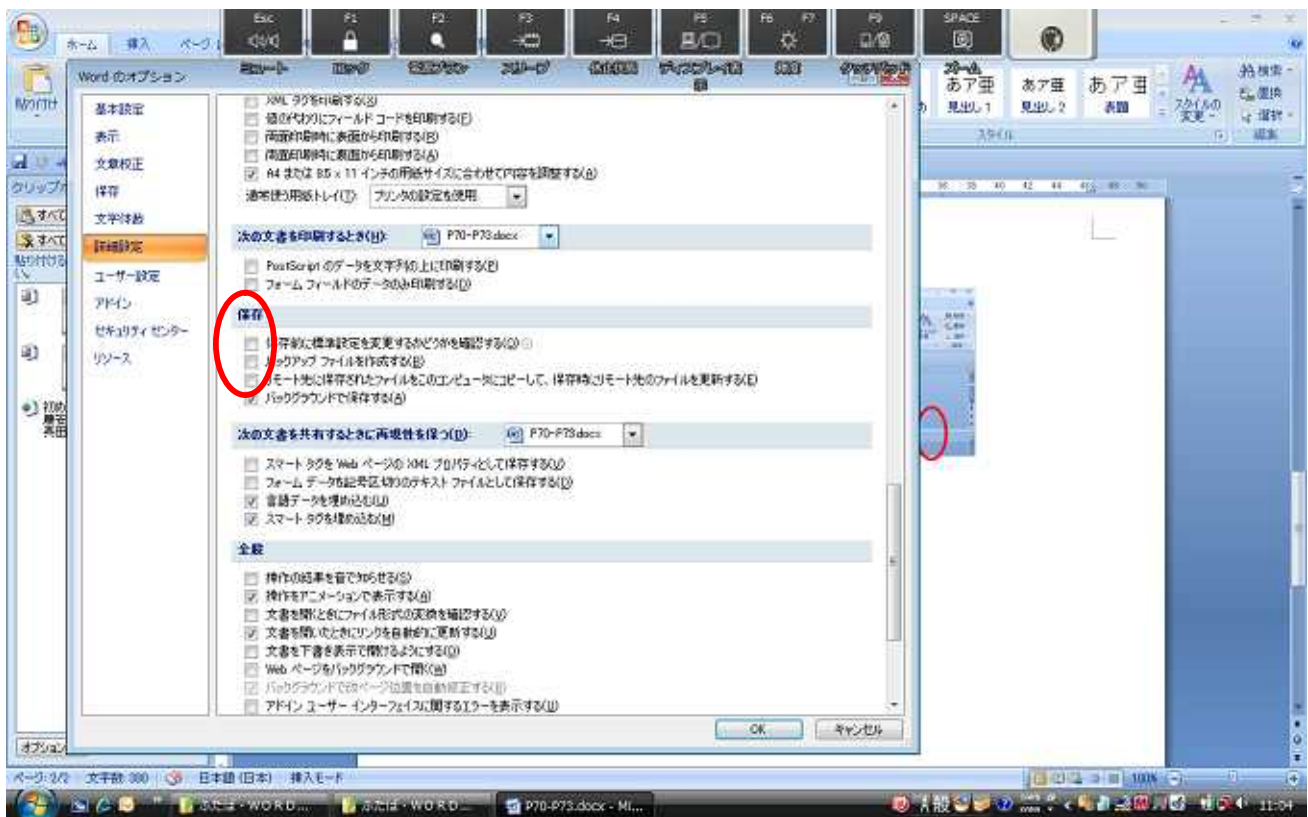 Esc
F1
F2
F3
F4
F5
F6 F7
F9
SPACE
ミュート
ロック
スリープ
ホーム
挿入
あア亜
あア亜
あア亜
見出し 1
見出し 2
表題
スタイルの変更
検索
置換
選択
スタイル
編集
Word のオプション
基本設定
表示
文章校正
保存
文字体裁
詳細設定
ユーザー設定
アドイン
セキュリティ センター
リソース
XML タグを印刷する(X)
値の代わりにフィールド コードを印刷する(F)
両面印刷時に表面から印刷する(R)
両面印刷時に裏面から印刷する(A)
A4 または 8.5 x 11 インチの用紙サイズに合わせて内容を調整する(A)
通常使う用紙トレイ(T): プリンタの設定を使用
次の文書を印刷するとき(H): P70-P73.docx
PostScript のデータを文字列の上に印刷する(P)
フォーム フィールドのデータのみ印刷する(D)
保存
保存前に標準設定を変更するかどうかを確認する(O)
バックアップ ファイルを作成する(B)
リモート先に保存されたファイルをこのコンピュータにコピーして、保存時にリモート先のファイルを更新する(E)
バックグラウンドで保存する(A)
次の文書を共有するときに再現性を保つ(D): P70-P73.docx
スマート タグを Web ページの XML プロパティとして保存する(V)
フォーム データを記号区切りのテキスト ファイルとして保存する(D)
言語データを埋め込む(U)
スマート タグを埋め込む(M)
全般
操作の結果を音で知らせる(S)
操作をアニメーションで表示する(A)
文書を開くときにファイル形式の変換を確認する(V)
文書を開いたときにリンクを自動的に更新する(U)
文書を下書き表示で開けるようにする(D)
Web ページをバックグラウンドで開く(W)
バックグラウンドで改ページ位置を自動修正する(B)
アドイン ユーザー インターフェイスに関するエラーを表示する(U)
OK
キャンセル
オプション
ページ: 2/2 文字数: 380 日本語 (日本) 挿入モード
100%
ふたば・WORD...
ふたば・WORD...
P70-P73.docx - Mi...
A 般
11:04